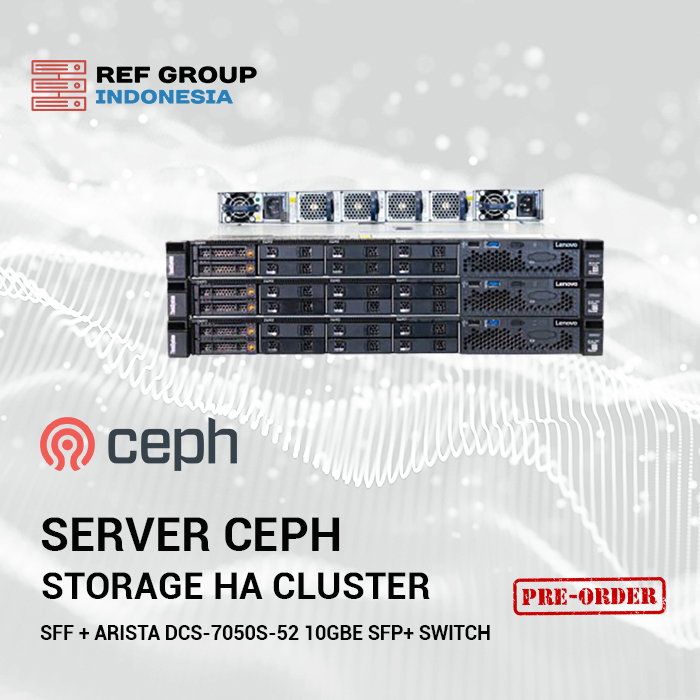 REF GROUP
INDONESIA
Lenovo
Lenovo
Lenovo
ceph
SERVER CEPH
STORAGE HA CLUSTER
PRE-ORDER
SFF + ARISTA DCS-7050S-52 10GBE SFP+ SWITCH